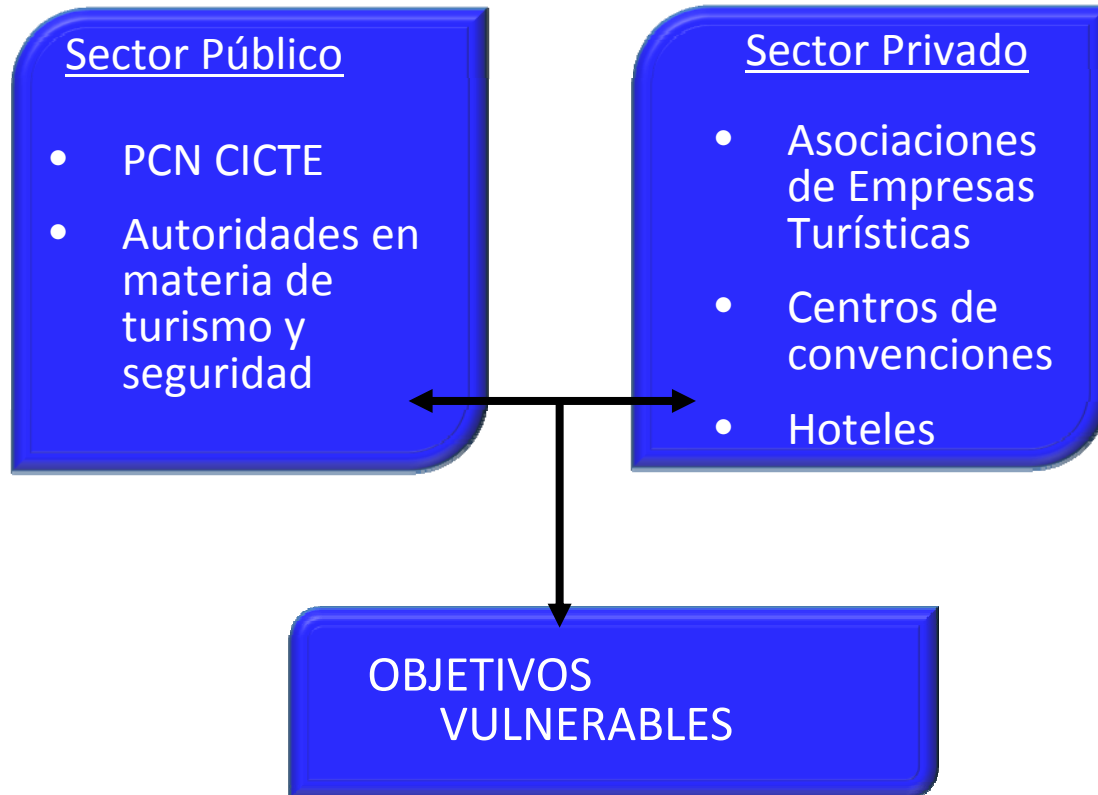 Sector Público
• PCN CICTE
• Autoridades en
materia de
turismo y
seguridad
Sector Privado
• Asociaciones
de Empresas
Turísticas
• Centros de
convenciones
• Hoteles
OBJETIVOS
VULNERABLES